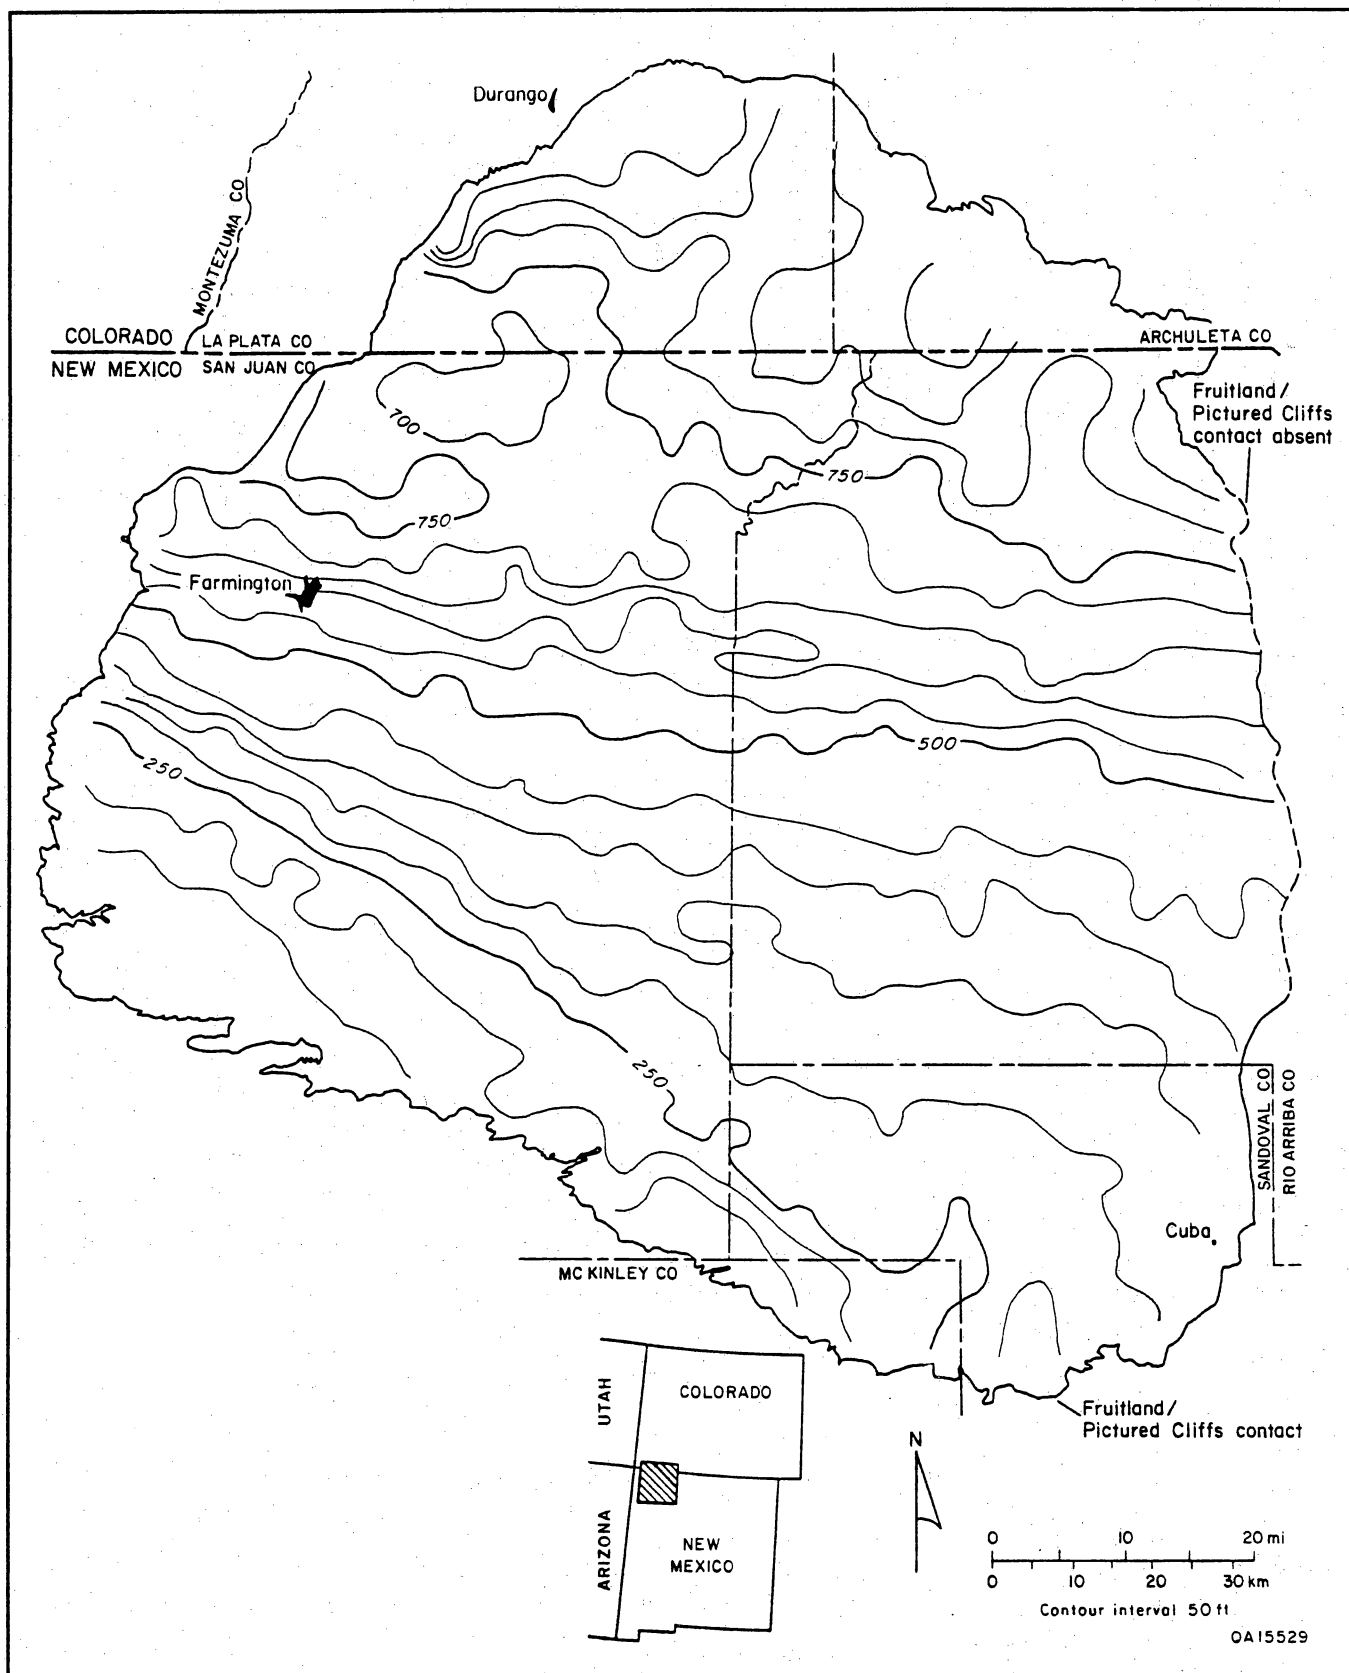 Durango
MONTEZUMA CO
COLORADO
LA PLATA CO
ARCHULETA CO
NEW MEXICO
SAN JUAN CO
Fruitland/
Pictured Cliffs
contact absent
700
750
750
Farmington
500
250
250
SANDOVAL CO
RIO ARRIBA CO
Cuba
MC KINLEY CO
UTAH
COLORADO
ARIZONA
NEW
MEXICO
Fruitland/
Pictured Cliffs contact
N
0 10 20 mi
0 10 20 30 km
Contour interval 50 ft
QA15529